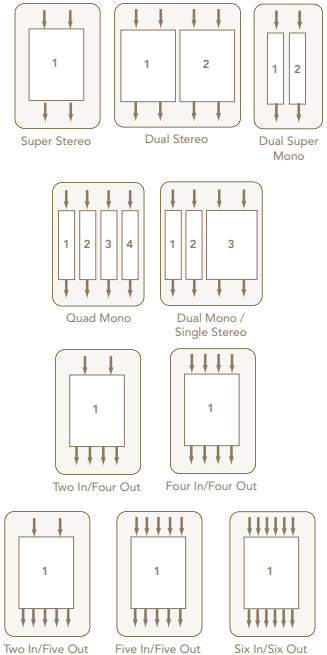 1
1 2
1 2
Super Stereo
Dual Stereo
Dual Super
Mono
1 2 3 4
1 2 3
Quad Mono
Dual Mono /
Single Stereo
1
1
Two In/Four Out
Four In/Four Out
1
1
1
Two In/Five Out
Five In/Five Out
Six In/Six Out